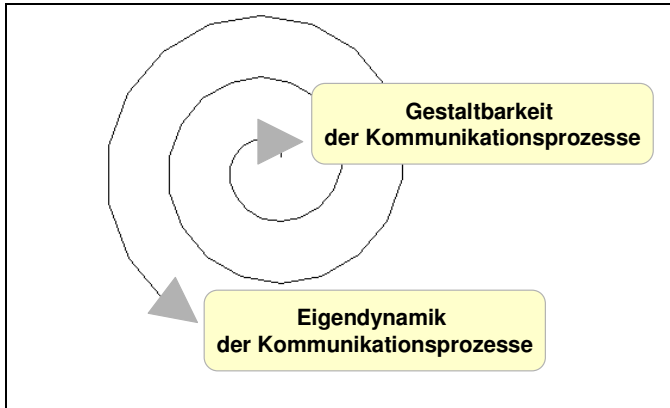 Gestaltbarkeit
der Kommunikationsprozesse
Eigendynamik
der Kommunikationsprozesse